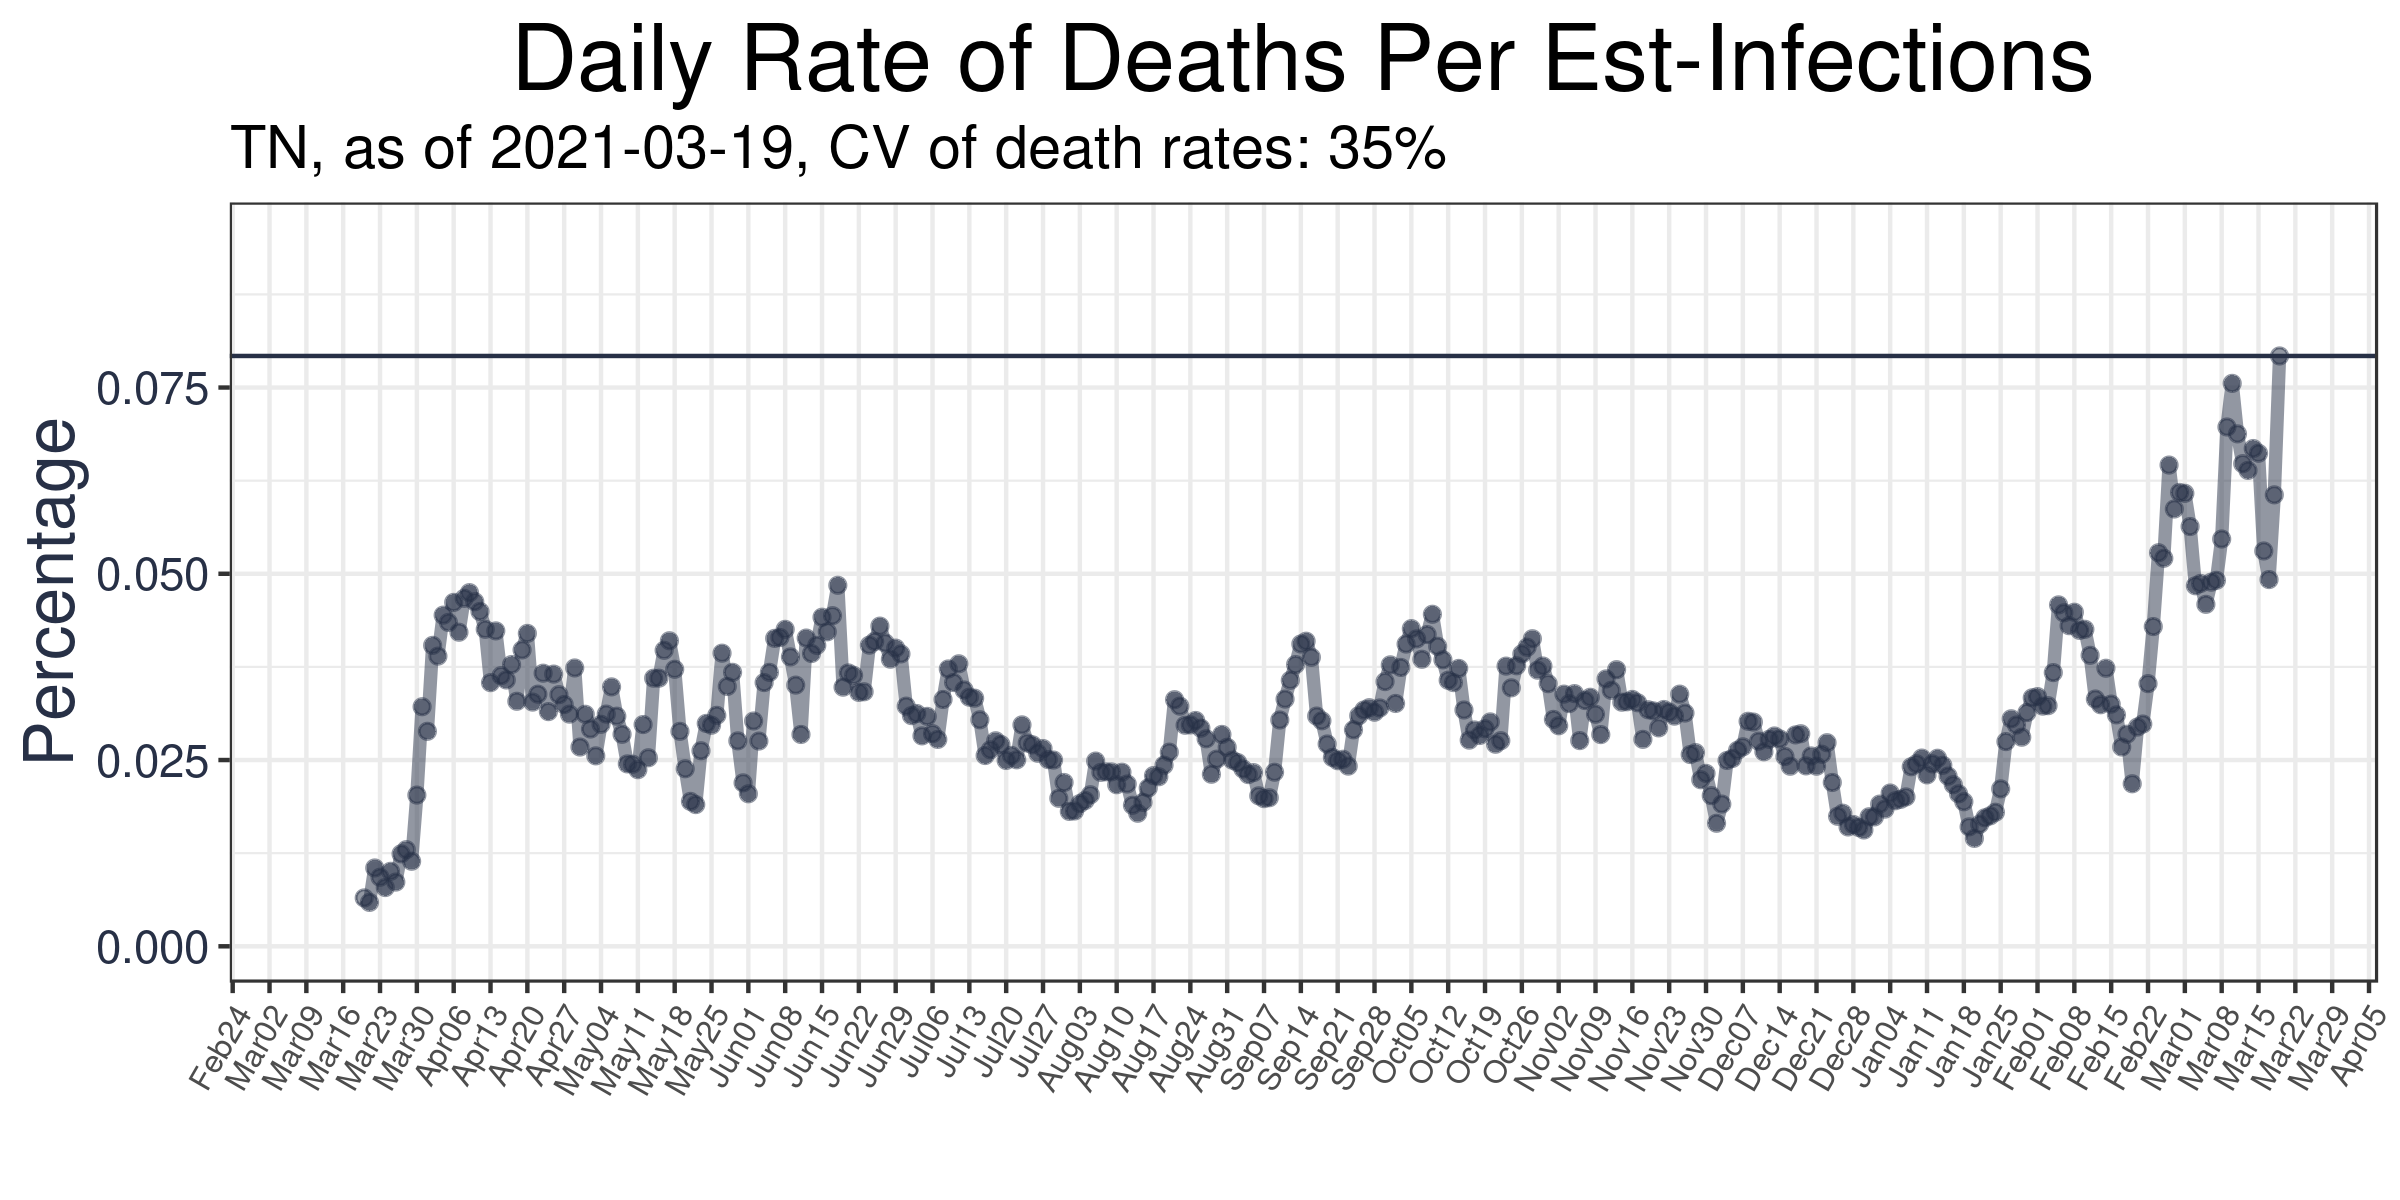 Daily Rate of Deaths Per Est-Infections
TN, as of 2021-03-19, CV of death rates: 35%
Percentage
0.075
0.050
0.025
0.000
Feb24 Mar02 Mar09 Mar16 Mar23 Mar30 Apr06 Apr13 Apr20 Apr27 May04 May11 May18 May25 Jun01 Jun08 Jun15 Jun22 Jun29 Jul06 Jul13 Jul20 Jul27 Aug03 Aug10 Aug17 Aug24 Aug31 Sep07 Sep14 Sep21 Sep28 Oct05 Oct12 Oct19 Oct26 Nov02 Nov09 Nov16 Nov23 Nov30 Dec07 Dec14 Dec21 Dec28 Jan04 Jan11 Jan18 Jan25 Feb01 Feb08 Feb15 Feb22 Mar01 Mar08 Mar15 Mar22 Mar29 Apr05